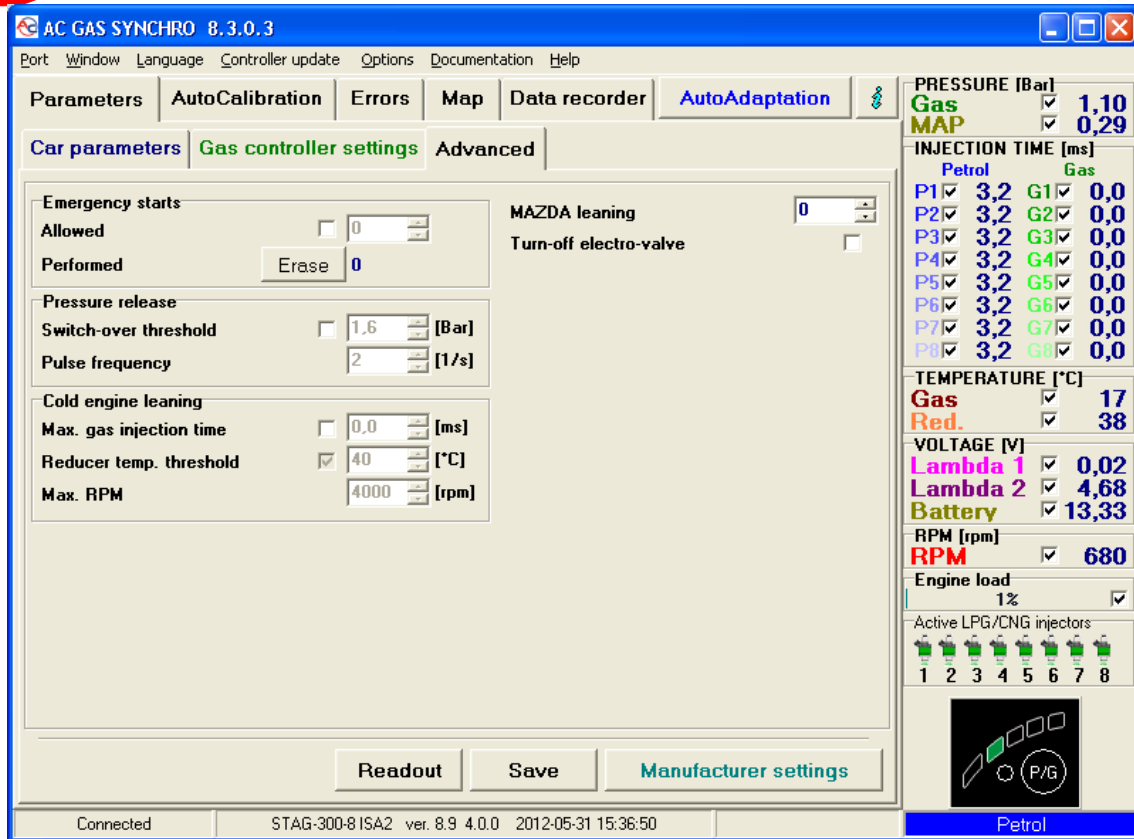 AC GAS SYNCHRO 8.3.0.3
Port Window Language Controller update Options Documentation Help
Parameters AutoCalibration Errors Map Data recorder AutoAdaptation i
Car parameters Gas controller settings Advanced
Emergency starts
Allowed 0
Performed Erase 0
Pressure release
Switch-over threshold 1,6 [Bar]
Pulse frequency 2 [1/s]
Cold engine leaning
Max. gas injection time 0,0 [ms]
Reducer temp. threshold 40 [°C]
Max. RPM 4000 [rpm]
MAZDA leaning 0
Turn-off electro-valve
Readout Save Manufacturer settings
PRESSURE [Bar]
Gas 1,10
MAP 0,29
INJECTION TIME [ms]
Petrol Gas
P1 3,2 G1 0,0
P2 3,2 G2 0,0
P3 3,2 G3 0,0
P4 3,2 G4 0,0
P5 3,2 G5 0,0
P6 3,2 G6 0,0
P7 3,2 G7 0,0
P8 3,2 G8 0,0
TEMPERATURE [°C]
Gas 17
Red. 38
VOLTAGE [V]
Lambda 1 0,02
Lambda 2 4,68
Battery 13,33
RPM [rpm]
RPM 680
Engine load
1%
Active LPG/CNG injectors
1 2 3 4 5 6 7 8
P/G
Connected STAG-300-8 ISA2 ver. 8.9 4.0.0 2012-05-31 15:36:50 Petrol